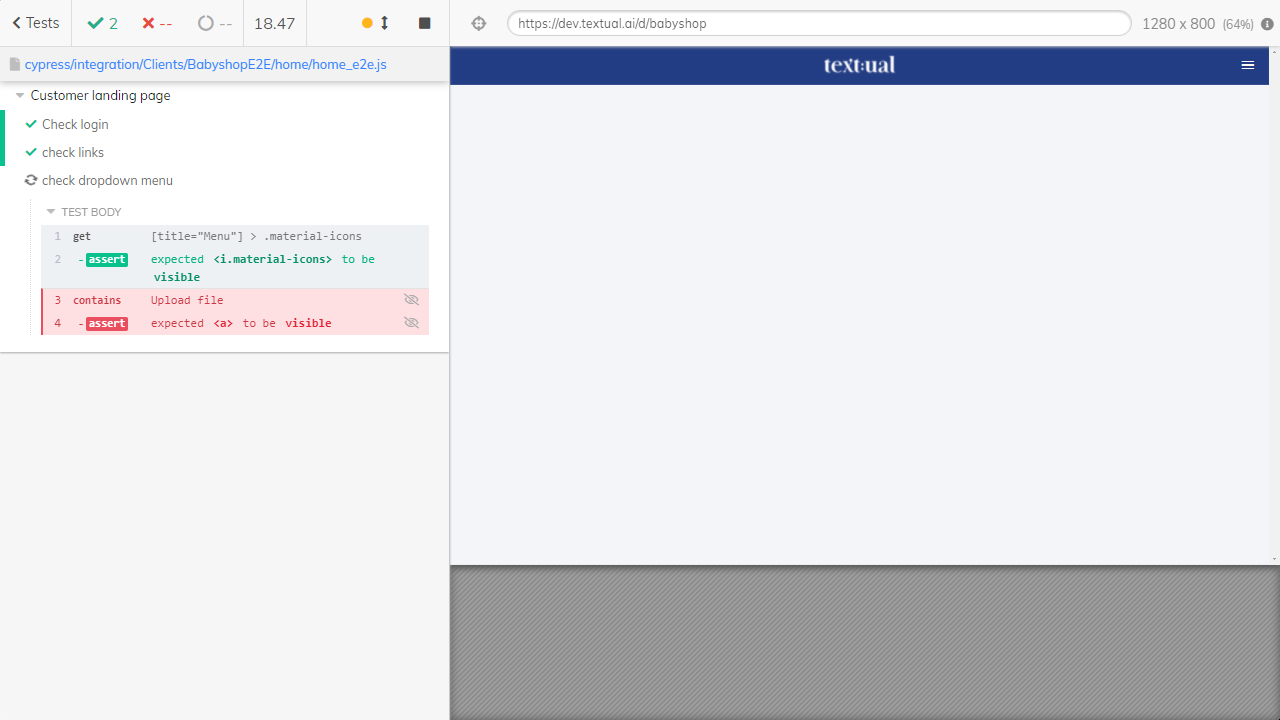 Tests 2 -- -- 18.47
https://dev.textual.ai/d/babyshop 1280 x 800 (64%)
cypress/integration/Clients/BabyshopE2E/home/home_e2e.js
text:ual
Customer landing page
Check login
check links
check dropdown menu
TEST BODY
1 get [title="Menu"] > .material-icons
2 -assert expected <i.material-icons> to be
visible
3 contains Upload file
4 -assert expected <a> to be visible